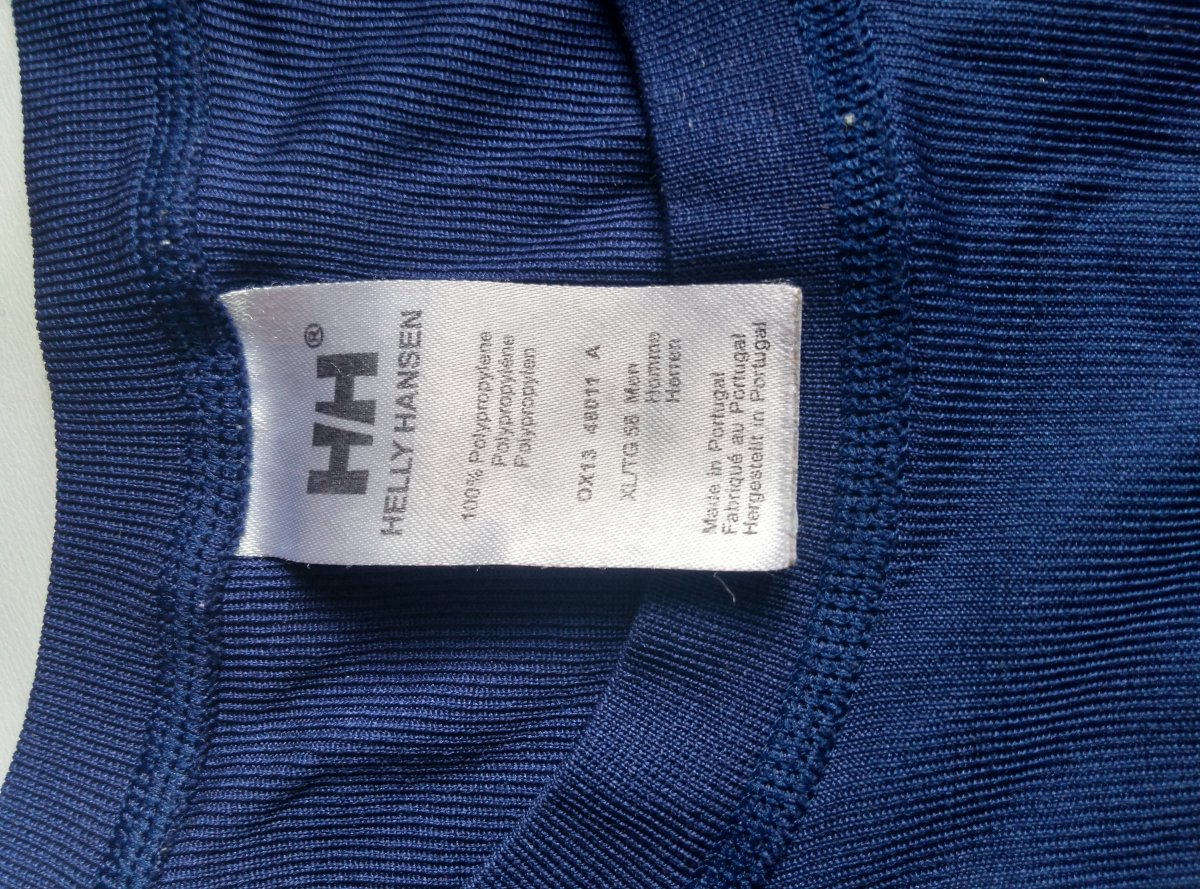 HH®
HELLY HANSEN
100% Polypropylene
Polypropylène
Polypropylen
OX13 48011 A
XL/TG 98 Men
Homme
Herren
Made in Portugal
Fabriqué au Portugal
Hergestellt in Portugal